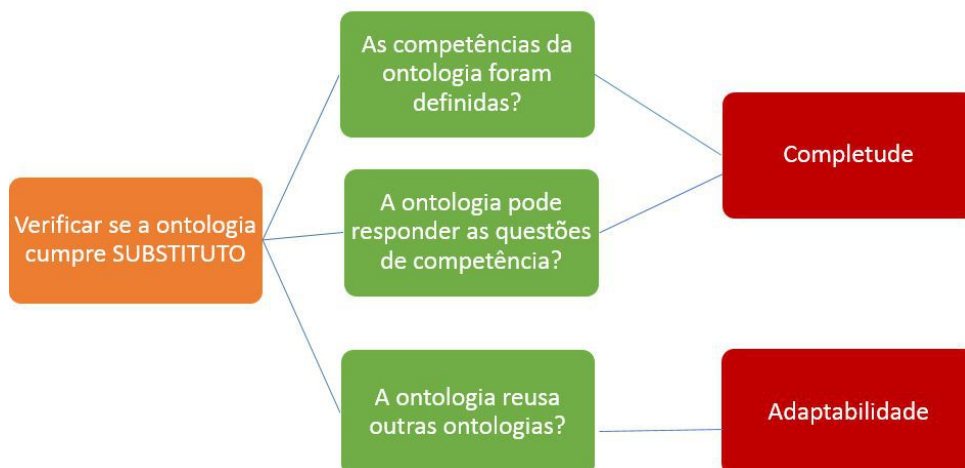 As competências da
ontologia foram
definidas?
Completude
Verificar se a ontologia
cumpre SUBSTITUTO
A ontologia pode
responder as questões
de competência?
A ontologia reusa
outras ontologias?
Adaptabilidade